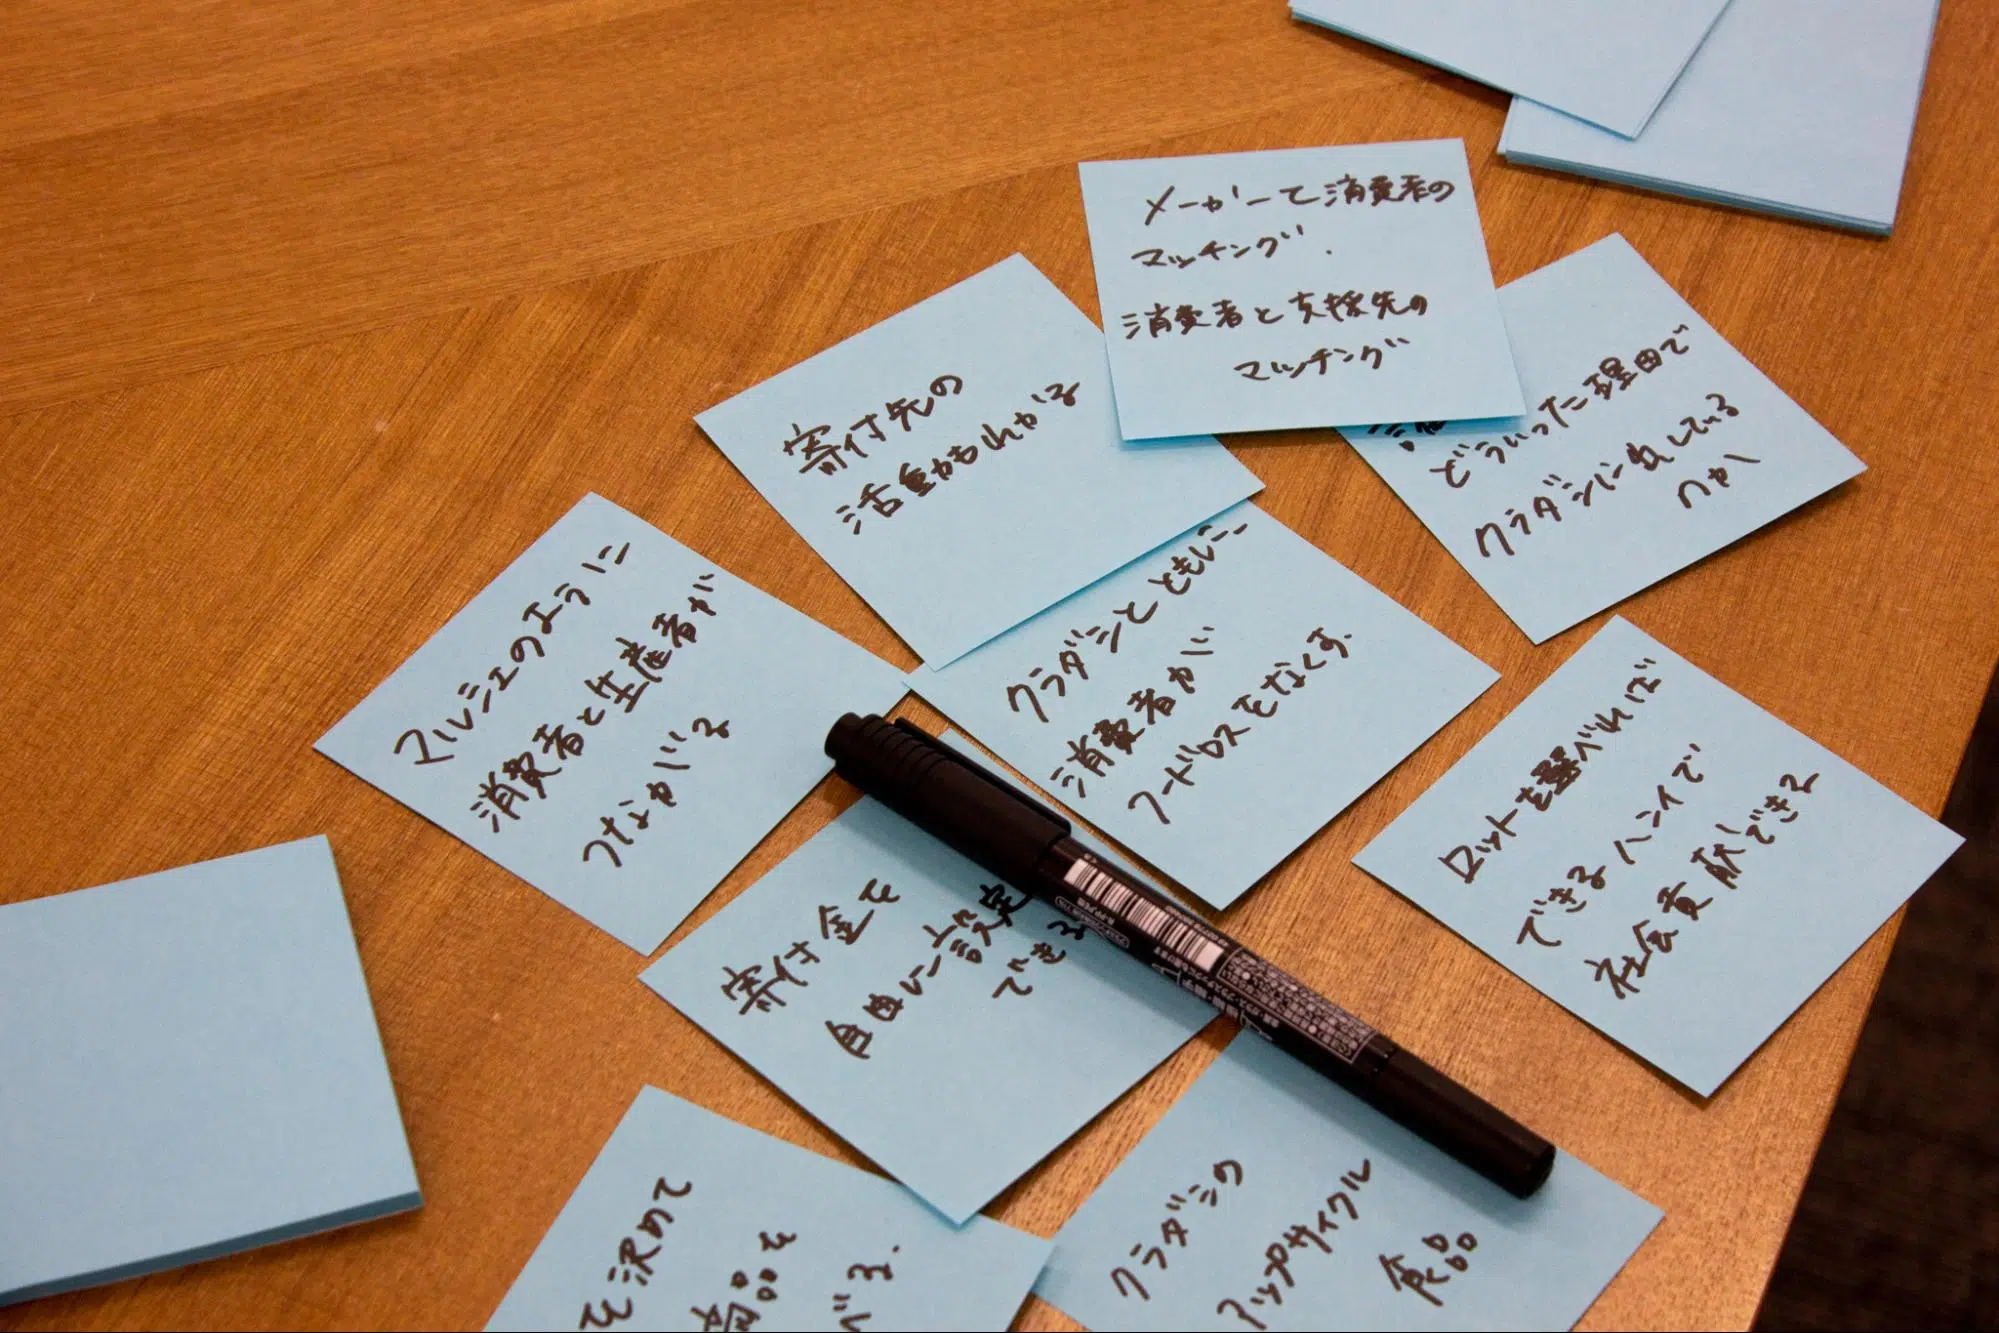 メーカーと消費者の
マッチング.
消費者と支援先の
マッチング
どういった理由で
クラダシに出している
のか
寄付先の
活動がわかる
クラダシとともに
消費者が
フードロスをなくす.
マルシェのように
消費者と生産者が
つながる
ロットを選べれば
できるハンイで
社会貢献できる
寄付金を
自由に設定
できる
を決めて
商品を
べる.
クラダシの
アップサイクル
食品